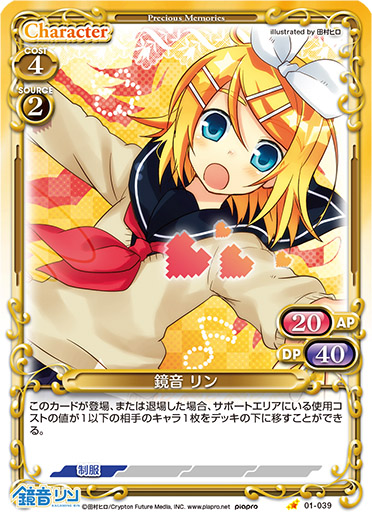 Precious Memories
Character
illustrated by 田村ヒロ
COST
4
SOURCE
2
20 AP
DP 40
鏡音 リン
このカードが登場、または退場した場合、サポートエリアにいる使用コ
ストの値が1以下の相手のキャラ1枚をデッキの下に移すことができ
る。
制服
鏡音リン
KAGAMINE RIN
©田村ヒロ/Crypton Future Media, INC. www.piapro.net piapro
01-039